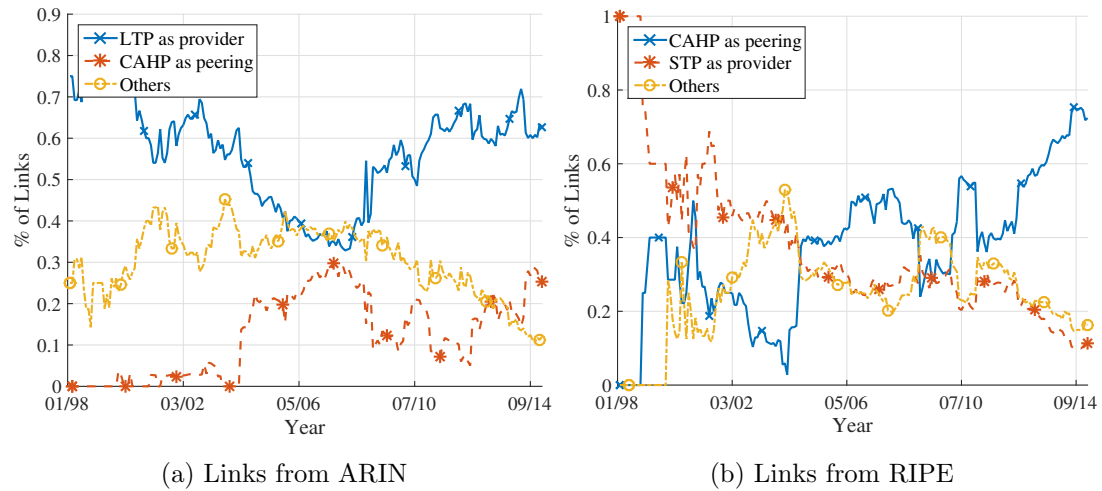 0.9
0.8
0.7
0.6
0.5
0.4
0.3
0.2
0.1
0
% of Links
LTP as provider
CAHP as peering
Others
01/98 03/02 05/06 07/10 09/14
Year
(a) Links from ARIN
1
0.8
0.6
0.4
0.2
0
% of Links
CAHP as peering
STP as provider
Others
01/98 03/02 05/06 07/10 09/14
Year
(b) Links from RIPE